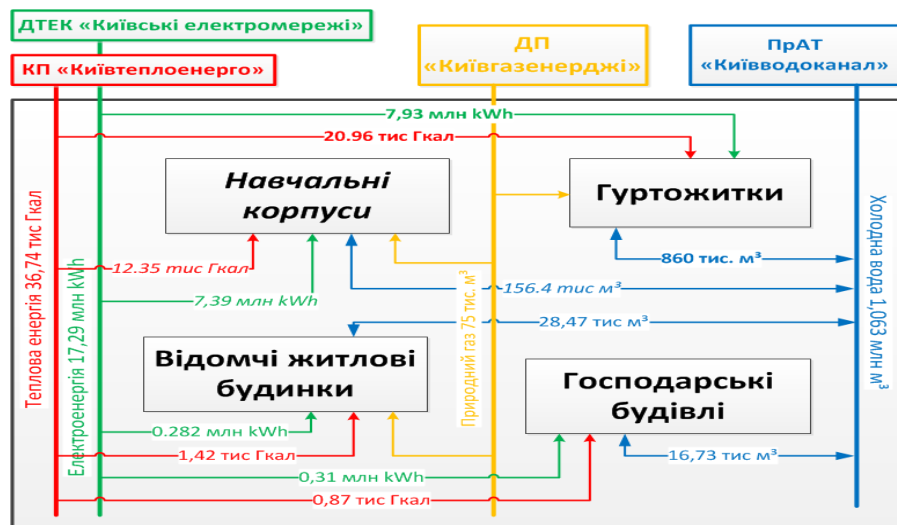 ДТЕК «Київські електромережі»
КП «Київтеплоенерго»
ДП
«Київгазенерджі»
ПрАТ
«Київводоканал»
7,93 млн kWh
20.96 тис Гкал
Навчальні
корпуси
Гуртожитки
12.35 тис Гкал
7,39 млн kWh
860 тис. м³
156.4 тис м³
28,47 тис м³
Відомчі житлові
будинки
Господарські
будівлі
0.282 млн kWh
1,42 тис Гкал
16,73 тис м³
0,31 млн kWh
0,87 тис Гкал
Теплова енергія 36,74 тис Гкал
Електроенергія 17,29 млн kWh
Природний газ 75 тис. м³
Холодна вода 1,063 млн м³